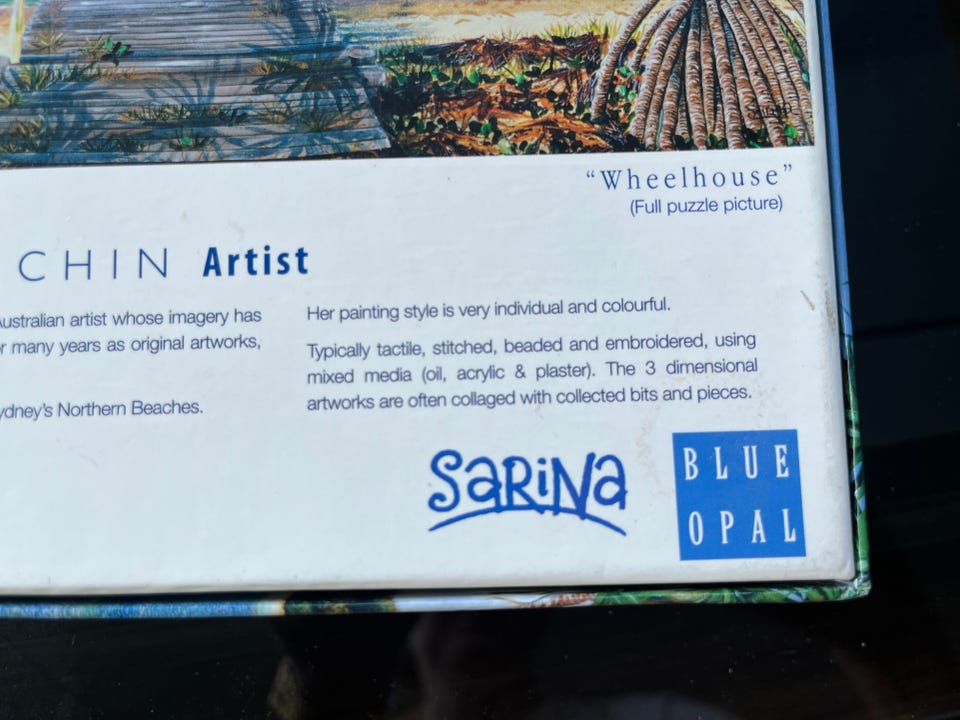 "Wheelhouse"
(Full puzzle picture)
CHIN Artist
Australian artist whose imagery has
many years as original artworks,
ydney's Northern Beaches.
Her painting style is very individual and colourful.
Typically tactile, stitched, beaded and embroidered, using
mixed media (oil, acrylic & plaster). The 3 dimensional
artworks are often collaged with collected bits and pieces.
SaRiNa
BLUE
OPAL